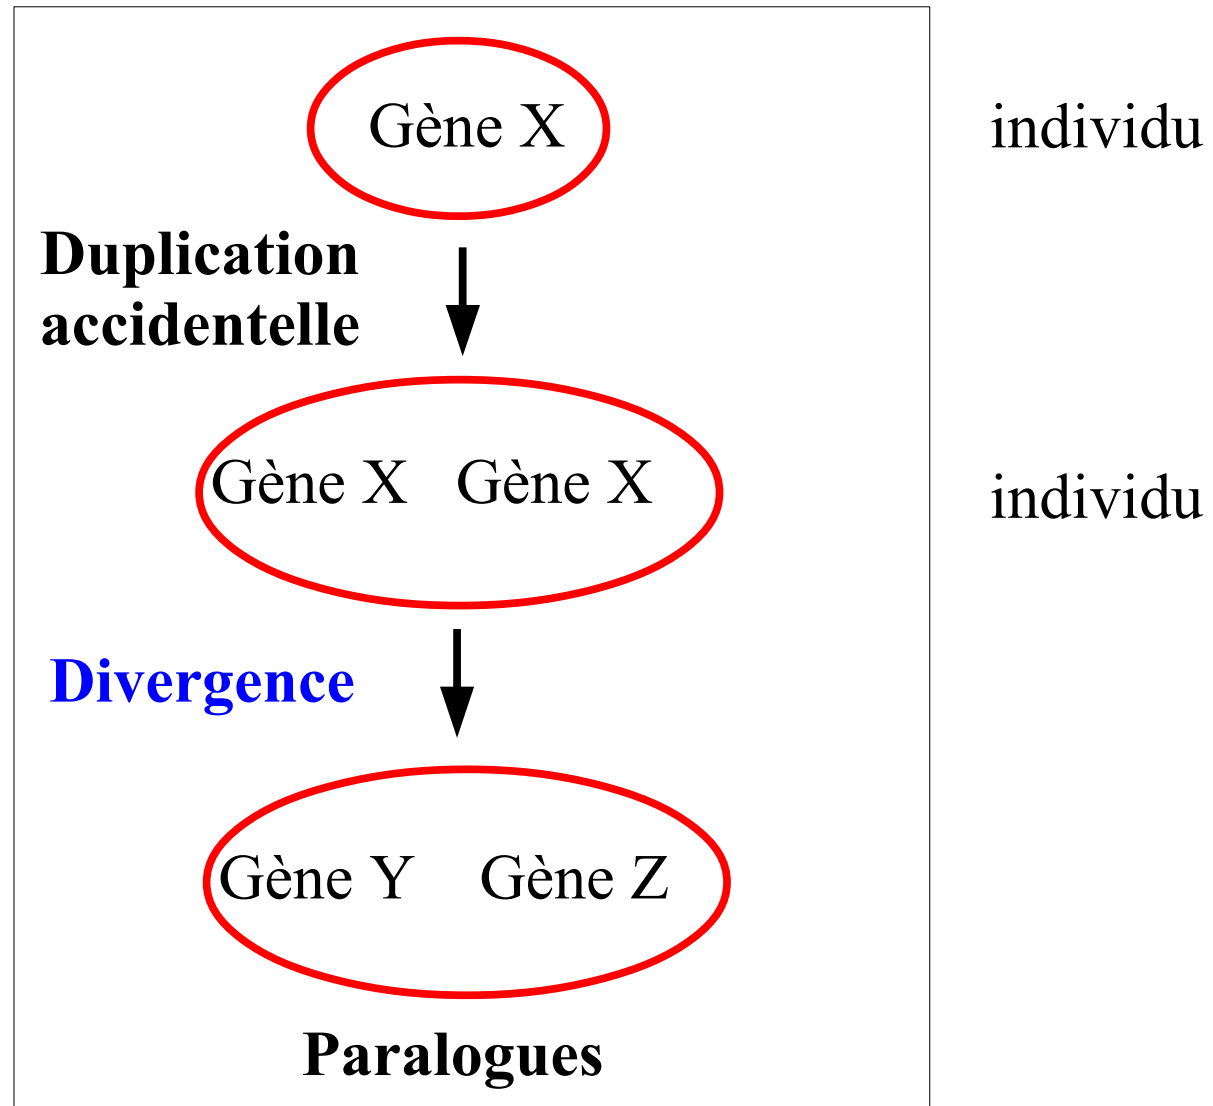 Gène X
individu
Duplication
accidentelle
Gène X Gène X
individu
Divergence
Gène Y Gène Z
Paralogues